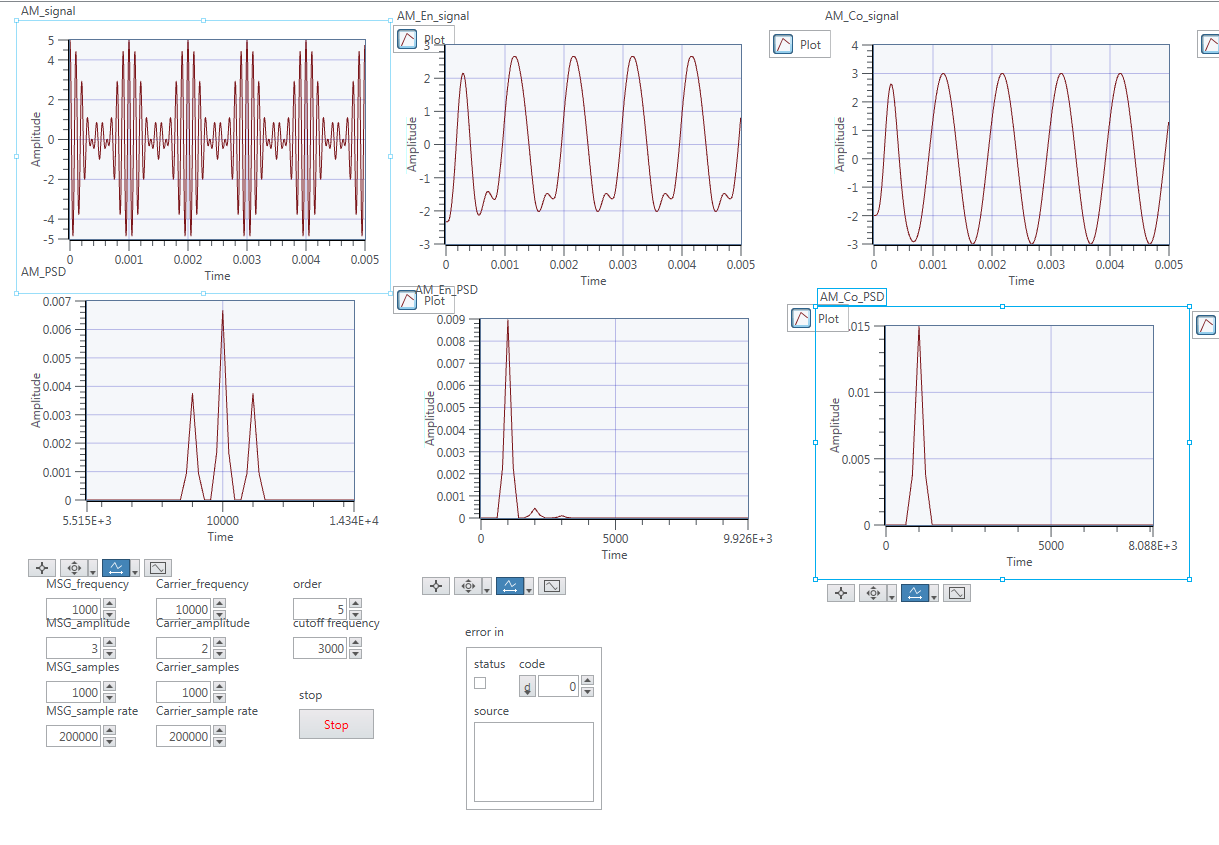 AM_signal
5
4
2
0
-2
-4
-5
Amplitude
0
0.001
0.002
0.003
0.004
0.005
Time
AM_En_signal
Plot
3
2
1
0
-1
-2
-3
Amplitude
0
0.001
0.002
0.003
0.004
0.005
Time
AM_Co_signal
Plot
4
3
2
1
0
-1
-2
-3
Amplitude
0
0.001
0.002
0.003
0.004
0.005
Time
AM_PSD
0.007
0.006
0.005
0.004
0.003
0.002
0.001
0
Amplitude
5.515E+3
10000
1.434E+4
Time
AM_En_PSD
Plot
0.009
0.008
0.007
0.006
0.005
0.004
0.003
0.002
0.001
0
Amplitude
0
5000
9.926E+3
Time
AM_Co_PSD
Plot
.015
0.01
0.005
0
Amplitude
0
5000
8.088E+3
Time
MSG_frequency Carrier_frequency order
1000 10000 5
MSG_amplitude Carrier_amplitude cutoff frequency
3 2 3000
MSG_samples Carrier_samples
1000 1000
MSG_sample rate Carrier_sample rate
200000 200000
stop
Stop
error in
status code
d 0
source